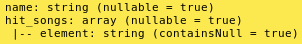 name: string (nullable = true)
hit_songs: array (nullable = true)
 |-- element: string (containsNull = true)